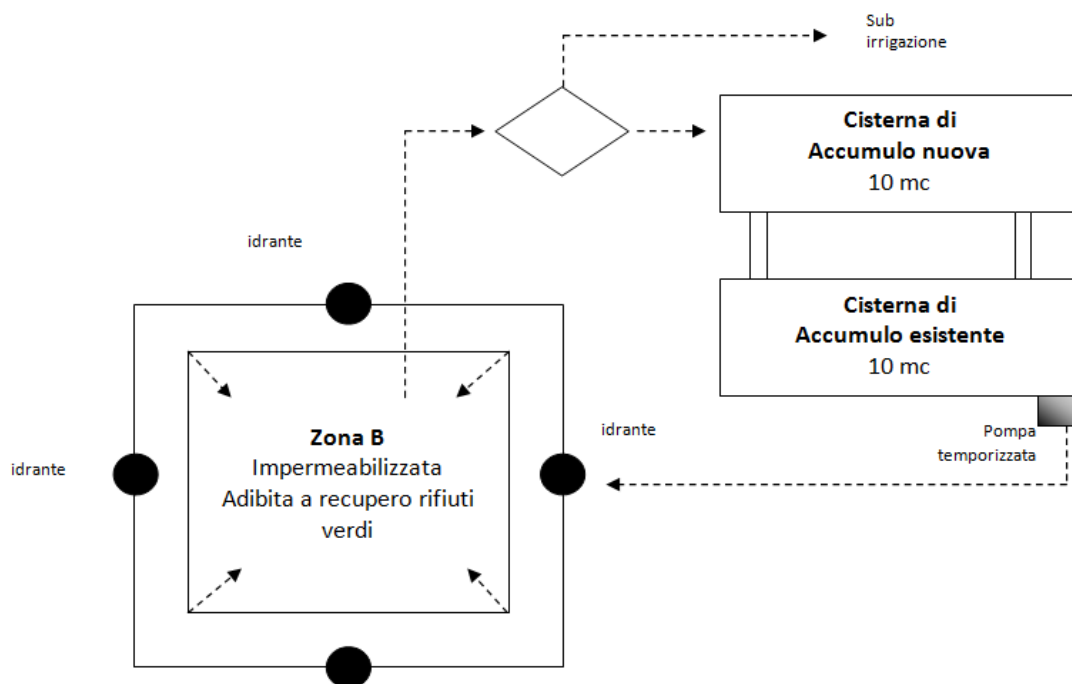 Sub
irrigazione
Cisterna di
Accumulo nuova
10 mc
idrante
Cisterna di
Accumulo esistente
10 mc
idrante
Pompa
temporizzata
idrante
Zona B
Impermeabilizzata
Adibita a recupero rifiuti
verdi